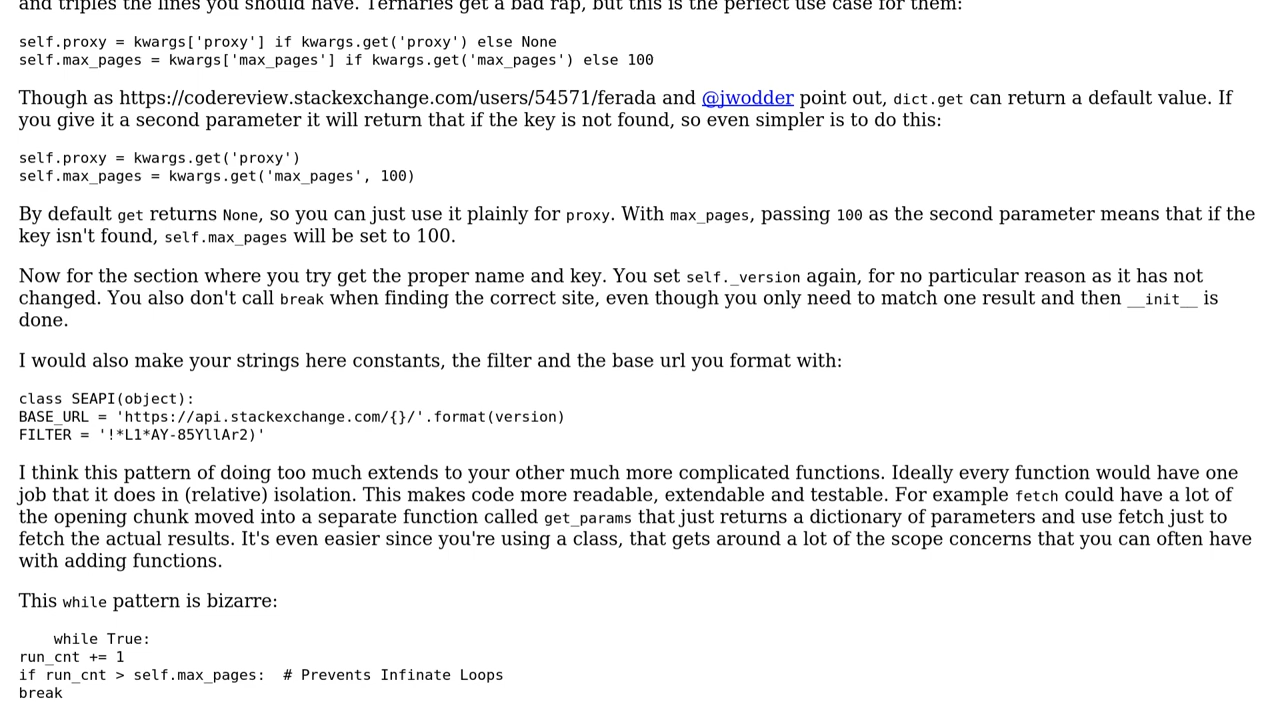 and triples the lines you should have. Ternaries get a bad rap, but this is the perfect use case for them:
self.proxy = kwargs['proxy'] if kwargs.get('proxy') else None
self.max_pages = kwargs['max_pages'] if kwargs.get('max_pages') else 100
Though as https://codereview.stackexchange.com/users/54571/ferada and @jwodder point out, dict.get can return a default value. If
you give it a second parameter it will return that if the key is not found, so even simpler is to do this:
self.proxy = kwargs.get('proxy')
self.max_pages = kwargs.get('max_pages', 100)
By default get returns None, so you can just use it plainly for proxy. With max_pages, passing 100 as the second parameter means that if the
key isn't found, self.max_pages will be set to 100.
Now for the section where you try get the proper name and key. You set self._version again, for no particular reason as it has not
changed. You also don't call break when finding the correct site, even though you only need to match one result and then __init__ is
done.
I would also make your strings here constants, the filter and the base url you format with:
class SEAPI(object):
BASE_URL = 'https://api.stackexchange.com/{}/'.format(version)
FILTER = '!*L1*AY-85YllAr2)'
I think this pattern of doing too much extends to your other much more complicated functions. Ideally every function would have one
job that it does in (relative) isolation. This makes code more readable, extendable and testable. For example fetch could have a lot of
the opening chunk moved into a separate function called get_params that just returns a dictionary of parameters and use fetch just to
fetch the actual results. It's even easier since you're using a class, that gets around a lot of the scope concerns that you can often have
with adding functions.
This while pattern is bizarre:
while True:
run_cnt += 1
if run_cnt > self.max_pages:  # Prevents Infinate Loops
break